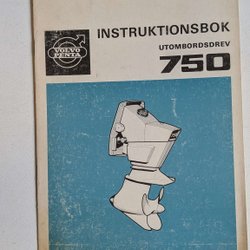 VOLVO
PENTA
INSTRUKTIONSBOK
UTOMBORDSDREV
750